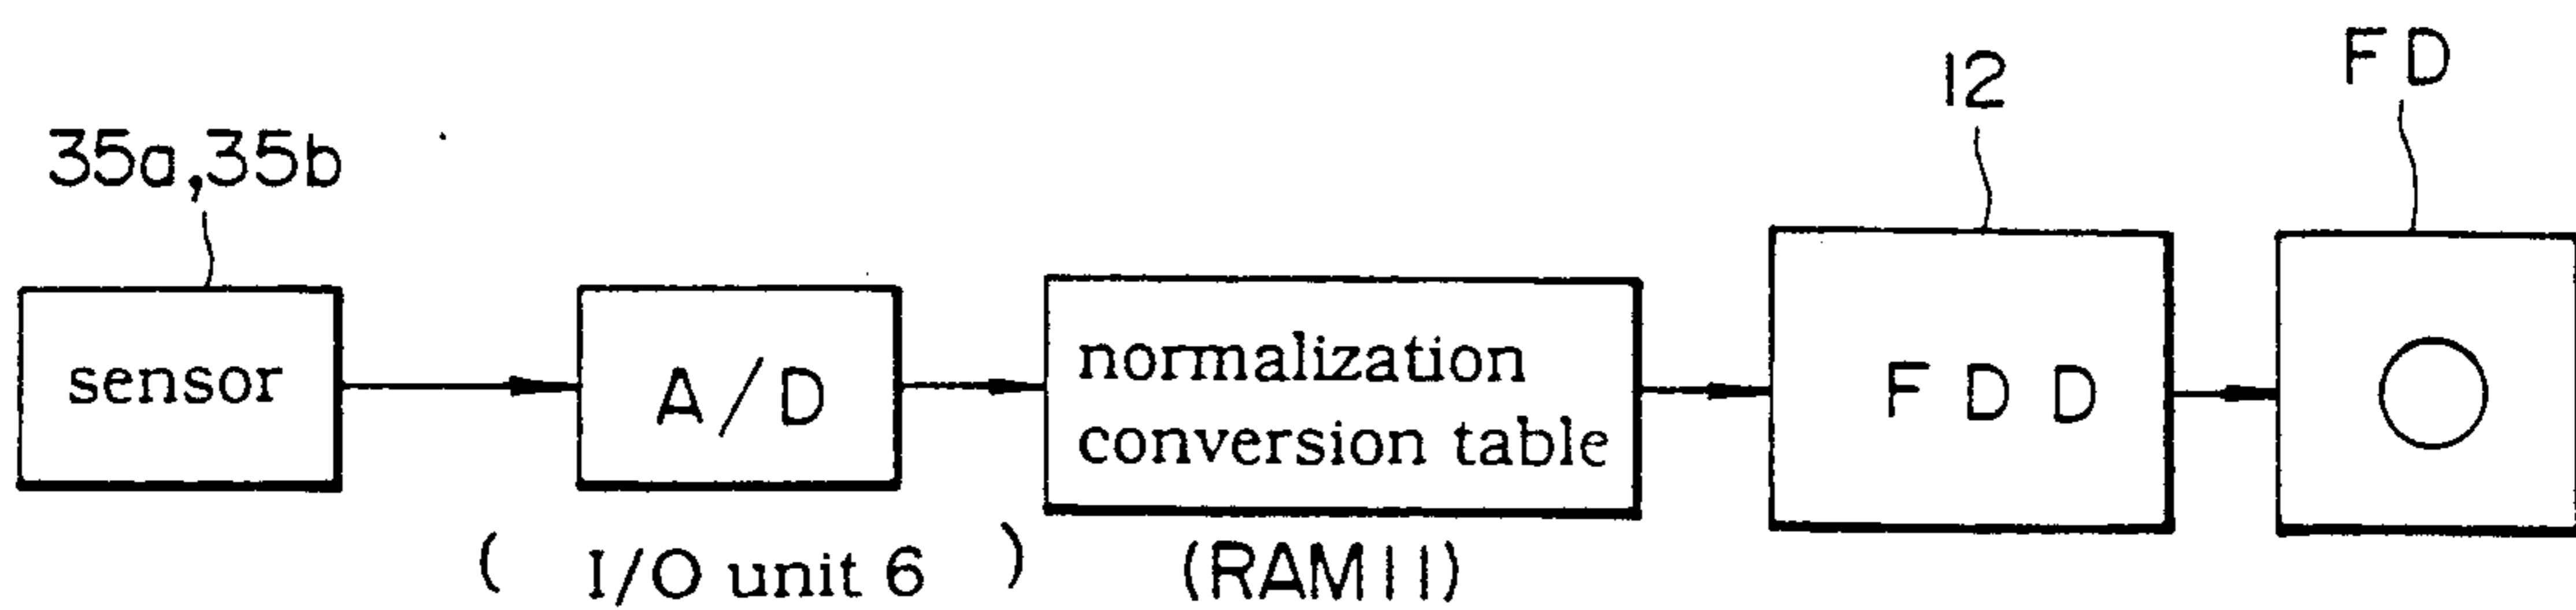 35a,35b
12
FD
sensor
A/D
normalization
conversion table
FDD
( I/O unit 6 )
(RAM11)